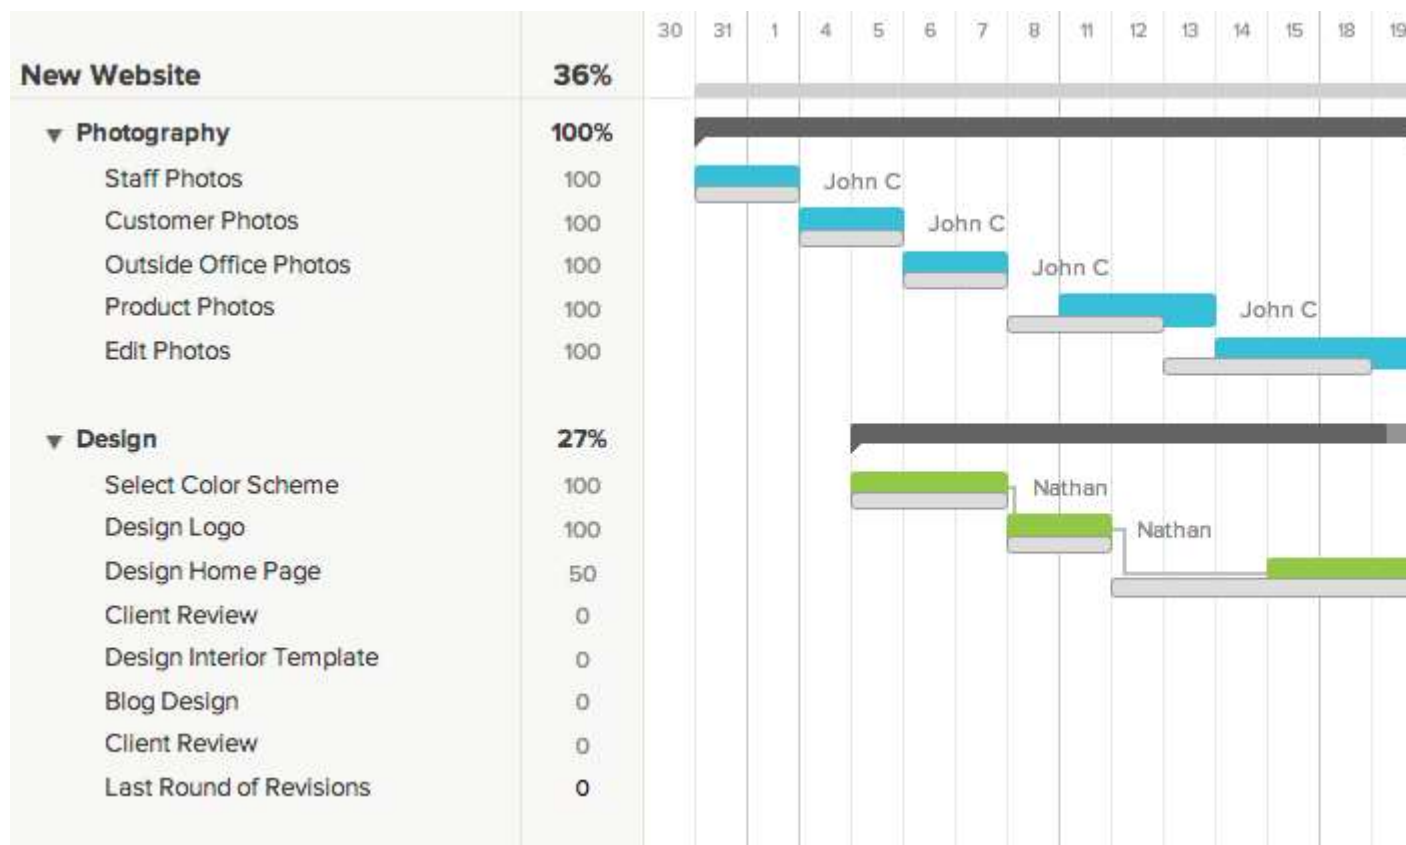 30 31 1 4 5 6 7 8 11 12 13 14 15 18 19
New Website 36%
Photography 100%
Staff Photos 100 John C
Customer Photos 100 John C
Outside Office Photos 100 John C
Product Photos 100 John C
Edit Photos 100
Design 27%
Select Color Scheme 100 Nathan
Design Logo 100 Nathan
Design Home Page 50
Client Review 0
Design Interior Template 0
Blog Design 0
Client Review 0
Last Round of Revisions 0